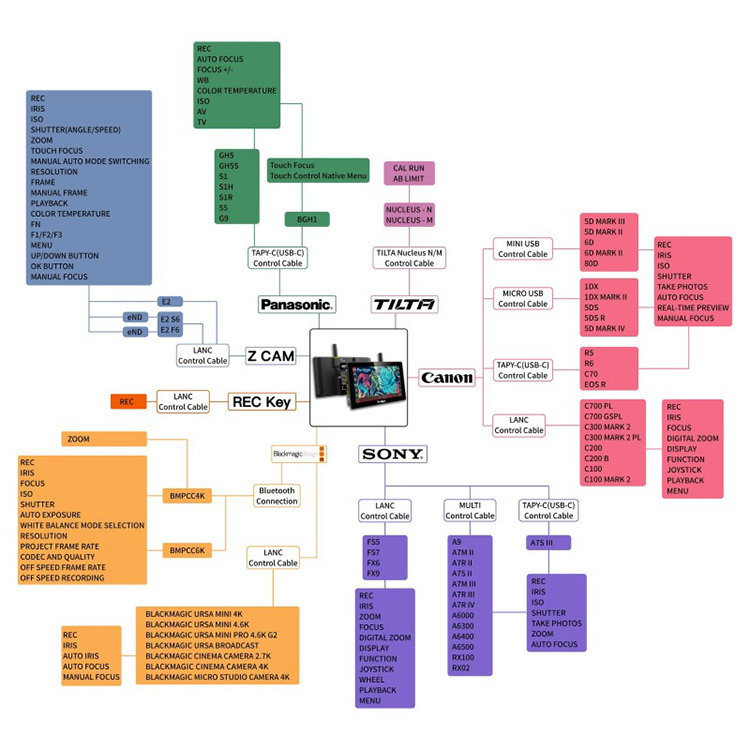 REC
AUTO FOCUS
FOCUS +/-
WB
COLOR TEMPERATURE
ISO
AV
TV
GH5
GH5S
S1
S1H
S1R
S5
G9
Touch Focus
Touch Control Native Menu
BGH1
TAPY-C(USB-C)
Control Cable
Panasonic
REC
IRIS
ISO
SHUTTER(ANGLE/SPEED)
ZOOM
TOUCH FOCUS
MANUAL AUTO MODE SWITCHING
RESOLUTION
FRAME
MANUAL FRAME
PLAYBACK
COLOR TEMPERATURE
FN
F1/F2/F3
MENU
UP/DOWN BUTTON
OK BUTTON
MANUAL FOCUS
E2
eND
E2 S6
eND
E2 F6
LANC
Control Cable
Z CAM
CAL RUN
AB LIMIT
NUCLEUS - N
NUCLEUS - M
TILTA Nucleus N/M
Control Cable
TILTA
MINI USB
Control Cable
5D MARK III
5D MARK II
6D
6D MARK II
80D
MICRO USB
Control Cable
1DX
1DX MARK II
5DS
5DS R
5D MARK IV
REC
IRIS
ISO
SHUTTER
TAKE PHOTOS
AUTO FOCUS
REAL-TIME PREVIEW
MANUAL FOCUS
TAPY-C(USB-C)
Control Cable
R5
R6
C70
EOS R
Canon
LANC
Control Cable
C700 PL
C700 GSPL
C300 MARK 2
C300 MARK 2 PL
C200
C200 B
C100
C100 MARK 2
REC
IRIS
FOCUS
DIGITAL ZOOM
DISPLAY
FUNCTION
JOYSTICK
PLAYBACK
MENU
REC
LANC
Control Cable
REC Key
ZOOM
REC
IRIS
FOCUS
ISO
SHUTTER
AUTO EXPOSURE
WHITE BALANCE MODE SELECTION
RESOLUTION
PROJECT FRAME RATE
CODEC AND QUALITY
OFF SPEED FRAME RATE
OFF SPEED RECORDING
BMPCC4K
BMPCC6K
Bluetooth
Connection
Blackmagicdesign
LANC
Control Cable
REC
IRIS
AUTO IRIS
AUTO FOCUS
MANUAL FOCUS
BLACKMAGIC URSA MINI 4K
BLACKMAGIC URSA MINI 4.6K
BLACKMAGIC URSA MINI PRO 4.6K G2
BLACKMAGIC URSA BROADCAST
BLACKMAGIC CINEMA CAMERA 2.7K
BLACKMAGIC CINEMA CAMERA 4K
BLACKMAGIC MICRO STUDIO CAMERA 4K
SONY
LANC
Control Cable
FS5
FS7
FX6
FX9
REC
IRIS
ZOOM
FOCUS
DIGITAL ZOOM
DISPLAY
FUNCTION
JOYSTICK
WHEEL
PLAYBACK
MENU
MULTI
Control Cable
A9
A7M II
A7R II
A7S II
A7M III
A7R III
A7R IV
A6000
A6300
A6400
A6500
RX100
RX02
TAPY-C(USB-C)
Control Cable
A7S III
REC
IRIS
ISO
SHUTTER
TAKE PHOTOS
ZOOM
AUTO FOCUS